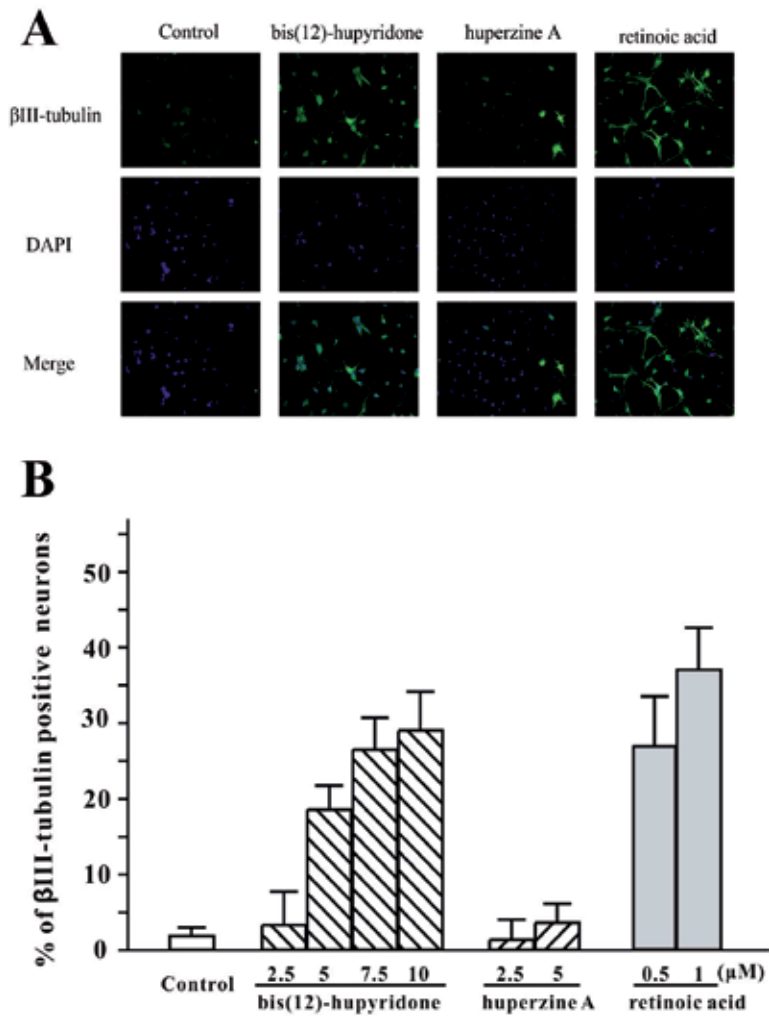 A
Control bis(12)-hupyridone huperzine A retinoic acid
βIII-tubulin
DAPI
Merge
B
% of βIII-tubulin positive neurons
50
40
30
20
10
0
2.5 5 7.5 10 2.5 5 0.5 1 (μM)
Control bis(12)-hupyridone huperzine A retinoic acid